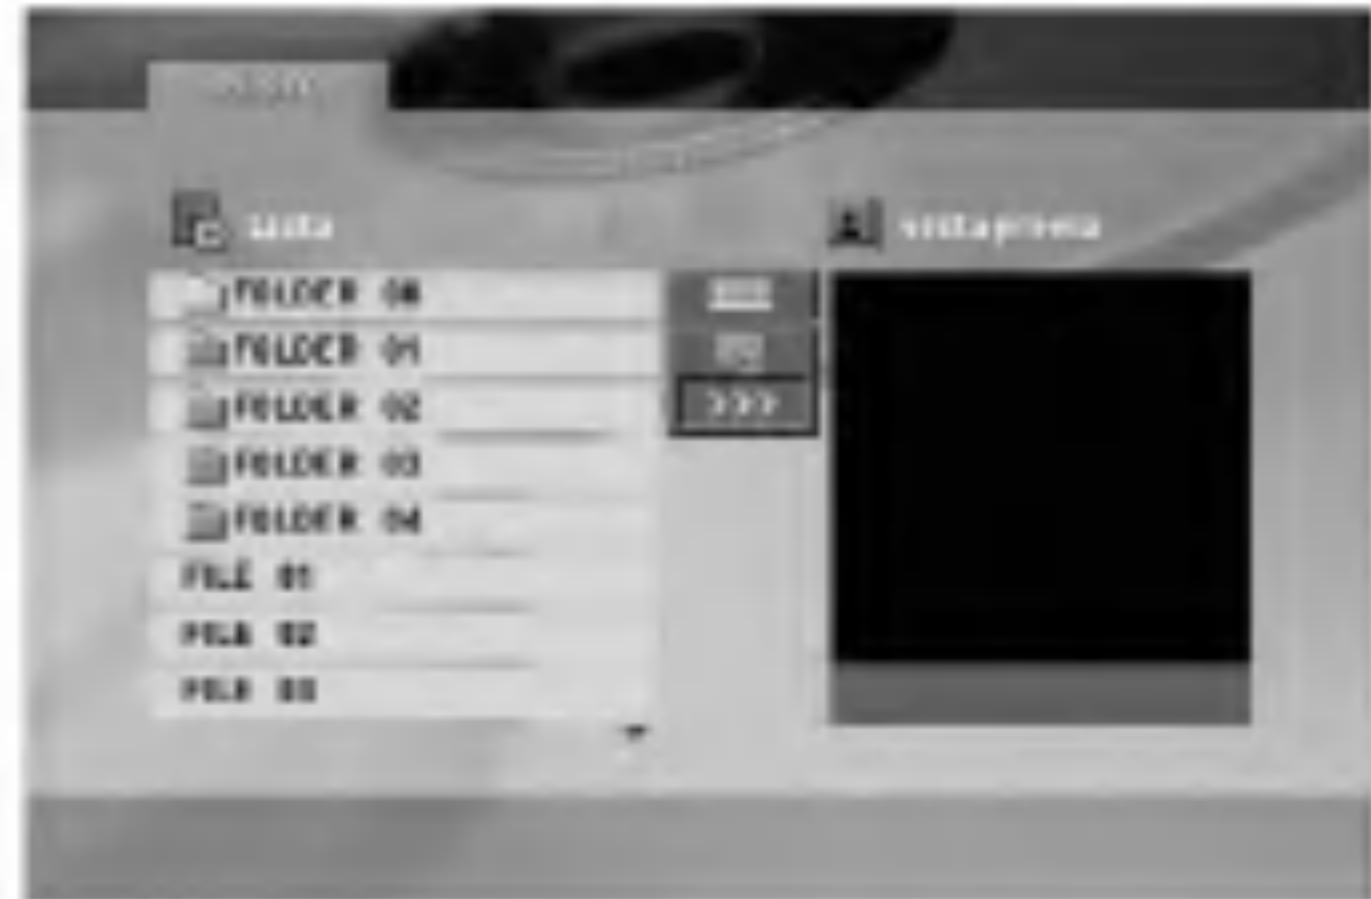 Lista
Vista previa
FOLDER 00
FOLDER 01
>>>
FOLDER 02
FOLDER 03
FOLDER 04
FILE 01
FILE 02
FILE 03